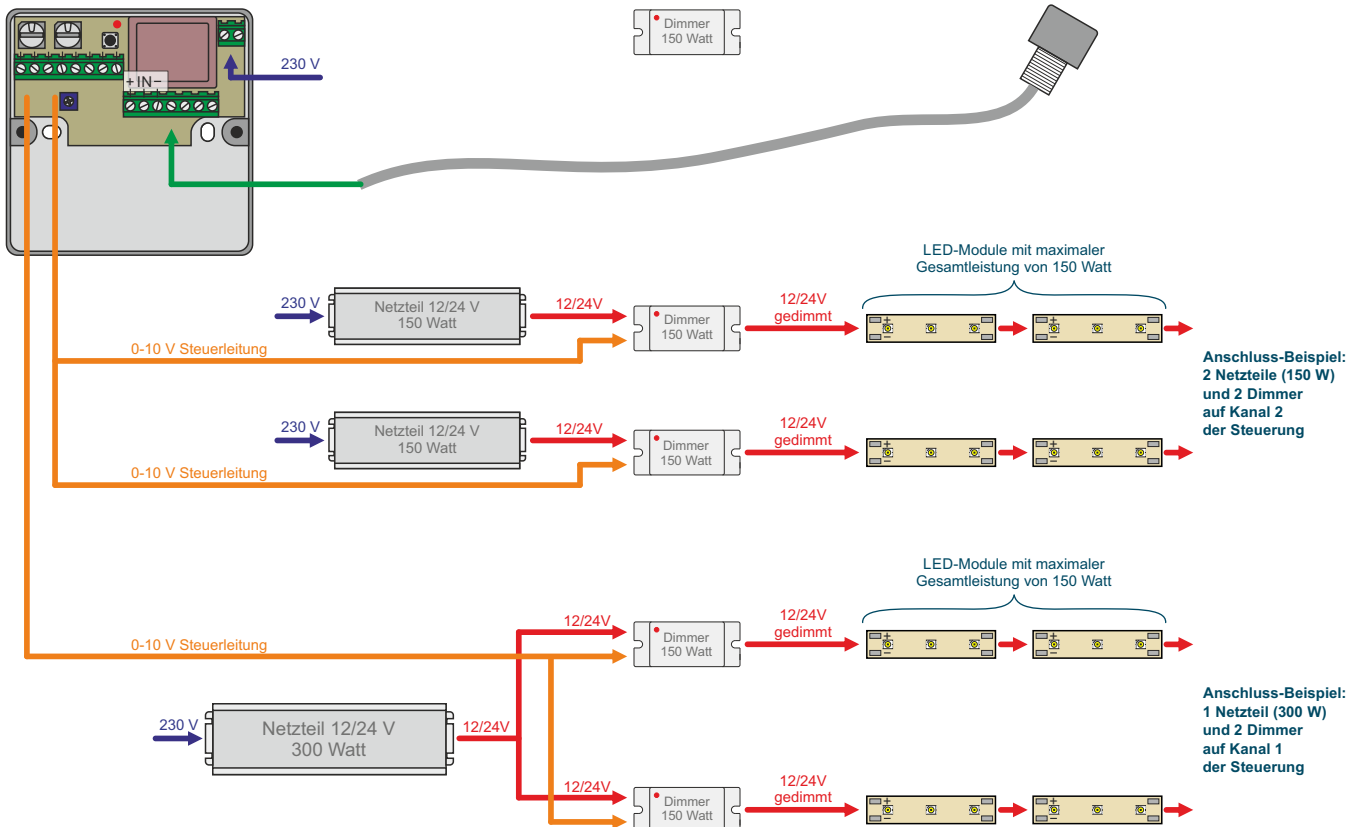 Dimmer
150 Watt
230 V
+IN−
LED-Module mit maximaler
Gesamtleistung von 150 Watt
230 V
Netzteil 12/24 V
150 Watt
12/24V
Dimmer
150 Watt
12/24V
gedimmt
+
−
+
−
0-10 V Steuerleitung
Anschluss-Beispiel:
2 Netzteile (150 W)
und 2 Dimmer
auf Kanal 2
der Steuerung
230 V
Netzteil 12/24 V
150 Watt
12/24V
Dimmer
150 Watt
12/24V
gedimmt
+
−
+
−
0-10 V Steuerleitung
LED-Module mit maximaler
Gesamtleistung von 150 Watt
12/24V
Dimmer
150 Watt
12/24V
gedimmt
+
−
+
−
0-10 V Steuerleitung
230 V
Netzteil 12/24 V
300 Watt
12/24V
Anschluss-Beispiel:
1 Netzteil (300 W)
und 2 Dimmer
auf Kanal 1
der Steuerung
12/24V
Dimmer
150 Watt
12/24V
gedimmt
+
−
+
−